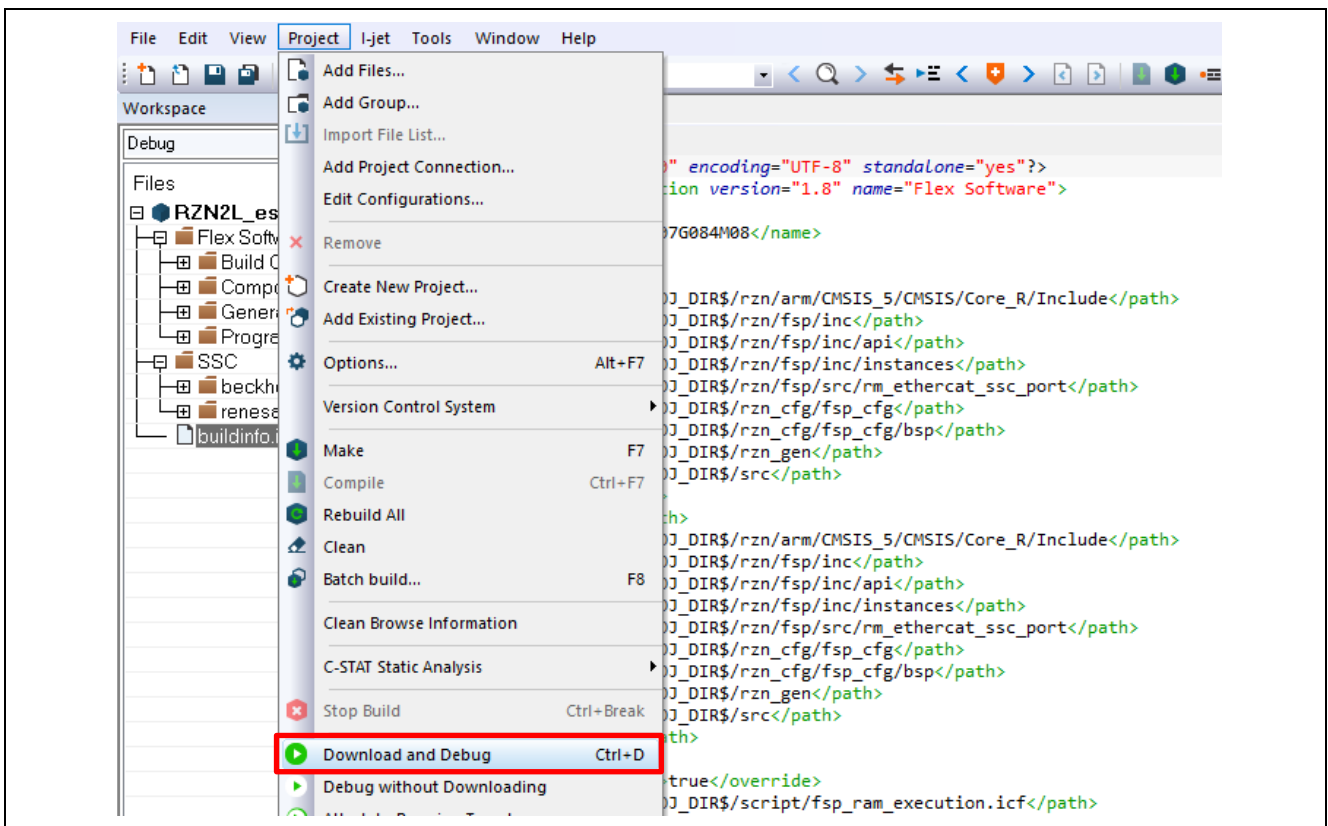 File Edit View Project I-jet Tools Window Help
Workspace
Debug
Files
RZN2L_es
Flex Softw
Build C
Compo
Genera
Progra
SSC
beckh
renesa
buildinfo.i
Add Files...
Add Group...
Import File List...
Add Project Connection...
Edit Configurations...
Remove
Create New Project...
Add Existing Project...
Options... Alt+F7
Version Control System
Make F7
Compile Ctrl+F7
Rebuild All
Clean
Batch build... F8
Clean Browse Information
C-STAT Static Analysis
Stop Build Ctrl+Break
Download and Debug Ctrl+D
Debug without Downloading
" encoding="UTF-8" standalone="yes"?>
ion version="1.8" name="Flex Software">
7G084M08</name>
J_DIR$/rzn/arm/CMSIS_5/CMSIS/Core_R/Include</path>
J_DIR$/rzn/fsp/inc</path>
J_DIR$/rzn/fsp/inc/api</path>
J_DIR$/rzn/fsp/inc/instances</path>
J_DIR$/rzn/fsp/src/rm_ethercat_ssc_port</path>
J_DIR$/rzn_cfg/fsp_cfg</path>
J_DIR$/rzn_cfg/fsp_cfg/bsp</path>
J_DIR$/rzn_gen</path>
J_DIR$/src</path>
>
th>
J_DIR$/rzn/arm/CMSIS_5/CMSIS/Core_R/Include</path>
J_DIR$/rzn/fsp/inc</path>
J_DIR$/rzn/fsp/inc/api</path>
J_DIR$/rzn/fsp/inc/instances</path>
J_DIR$/rzn/fsp/src/rm_ethercat_ssc_port</path>
J_DIR$/rzn_cfg/fsp_cfg</path>
J_DIR$/rzn_cfg/fsp_cfg/bsp</path>
J_DIR$/rzn_gen</path>
J_DIR$/src</path>
ath>
>true</override>
J_DIR$/script/fsp_ram_execution.icf</path>